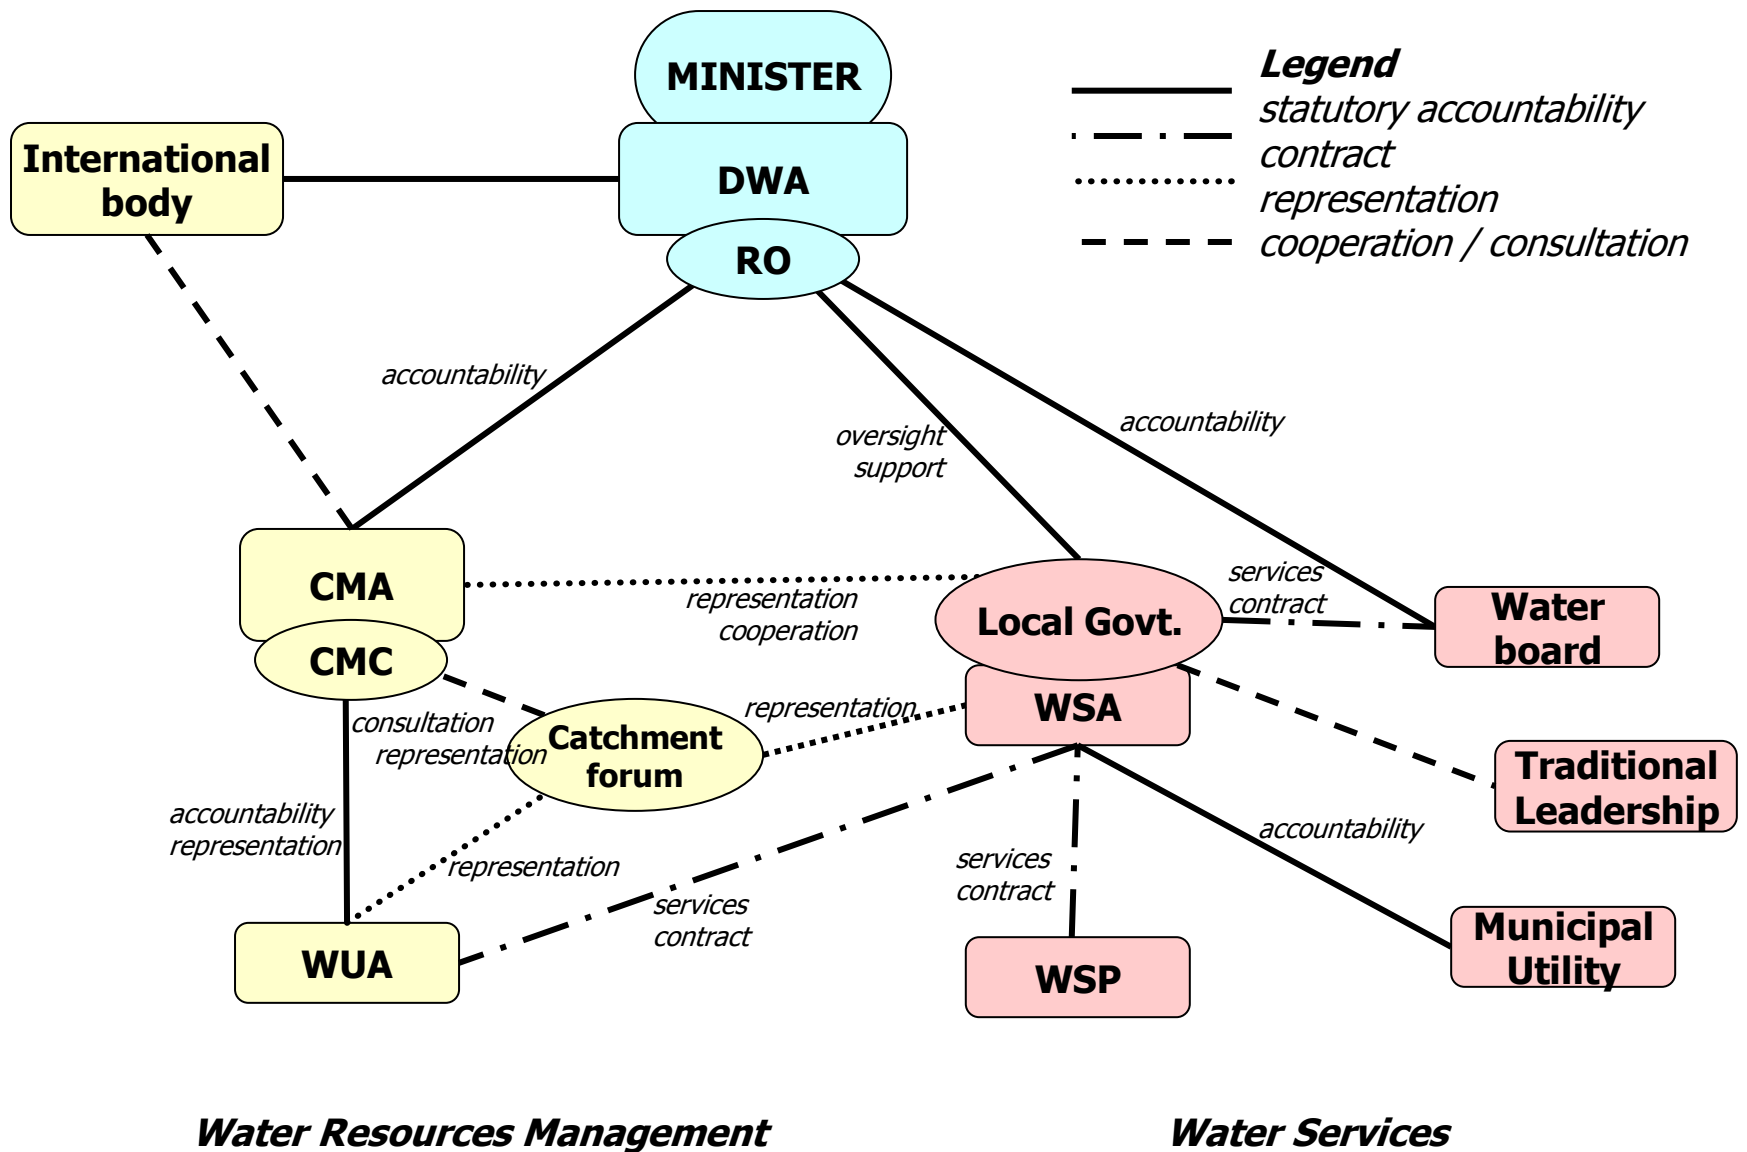 MINISTER
Legend
statutory accountability
contract
representation
cooperation / consultation
International
body
DWA
RO
accountability
accountability
oversight
support
CMA
CMC
representation
cooperation
Local Govt.
WSA
services
contract
Water
board
consultation
representation
Catchment
forum
representation
Traditional
Leadership
accountability
representation
representation
accountability
services
contract
services
contract
WUA
WSP
Municipal
Utility
Water Resources Management
Water Services